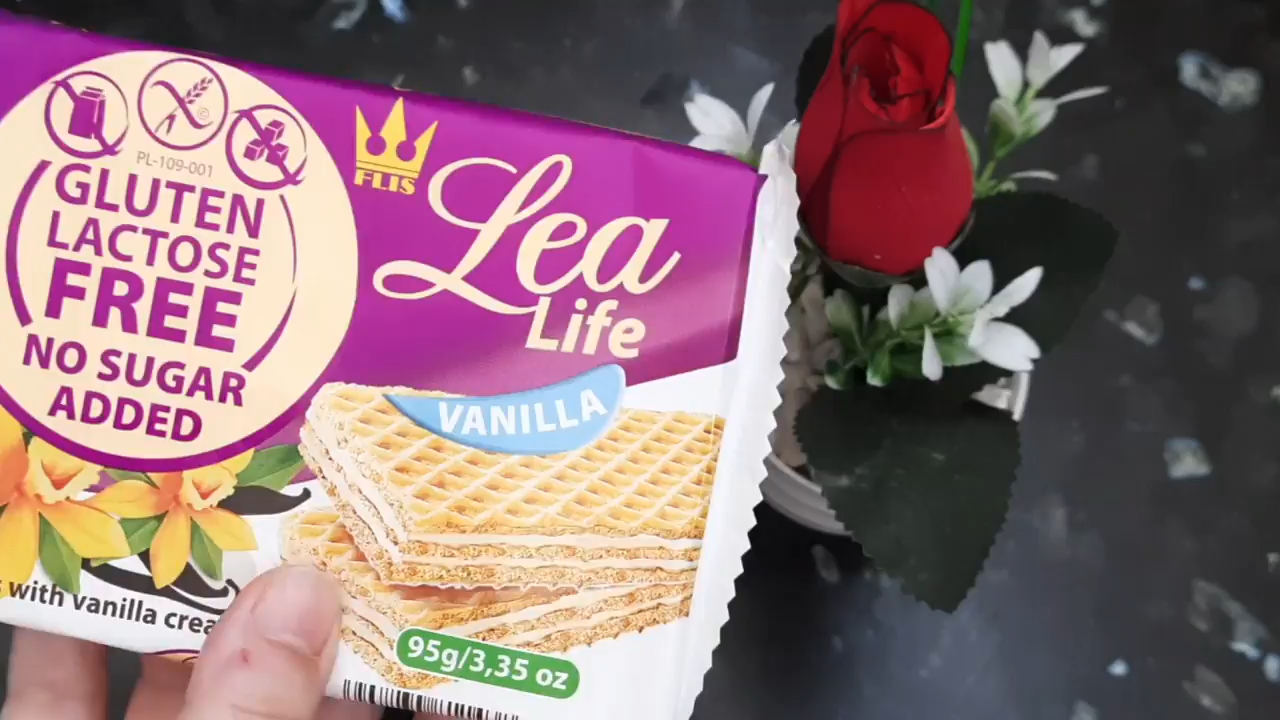 PL-109-001
GLUTEN
LACTOSE
FREE
NO SUGAR
ADDED
FLIS
Lea
Life
VANILLA
with vanilla
95g/3,35 oz